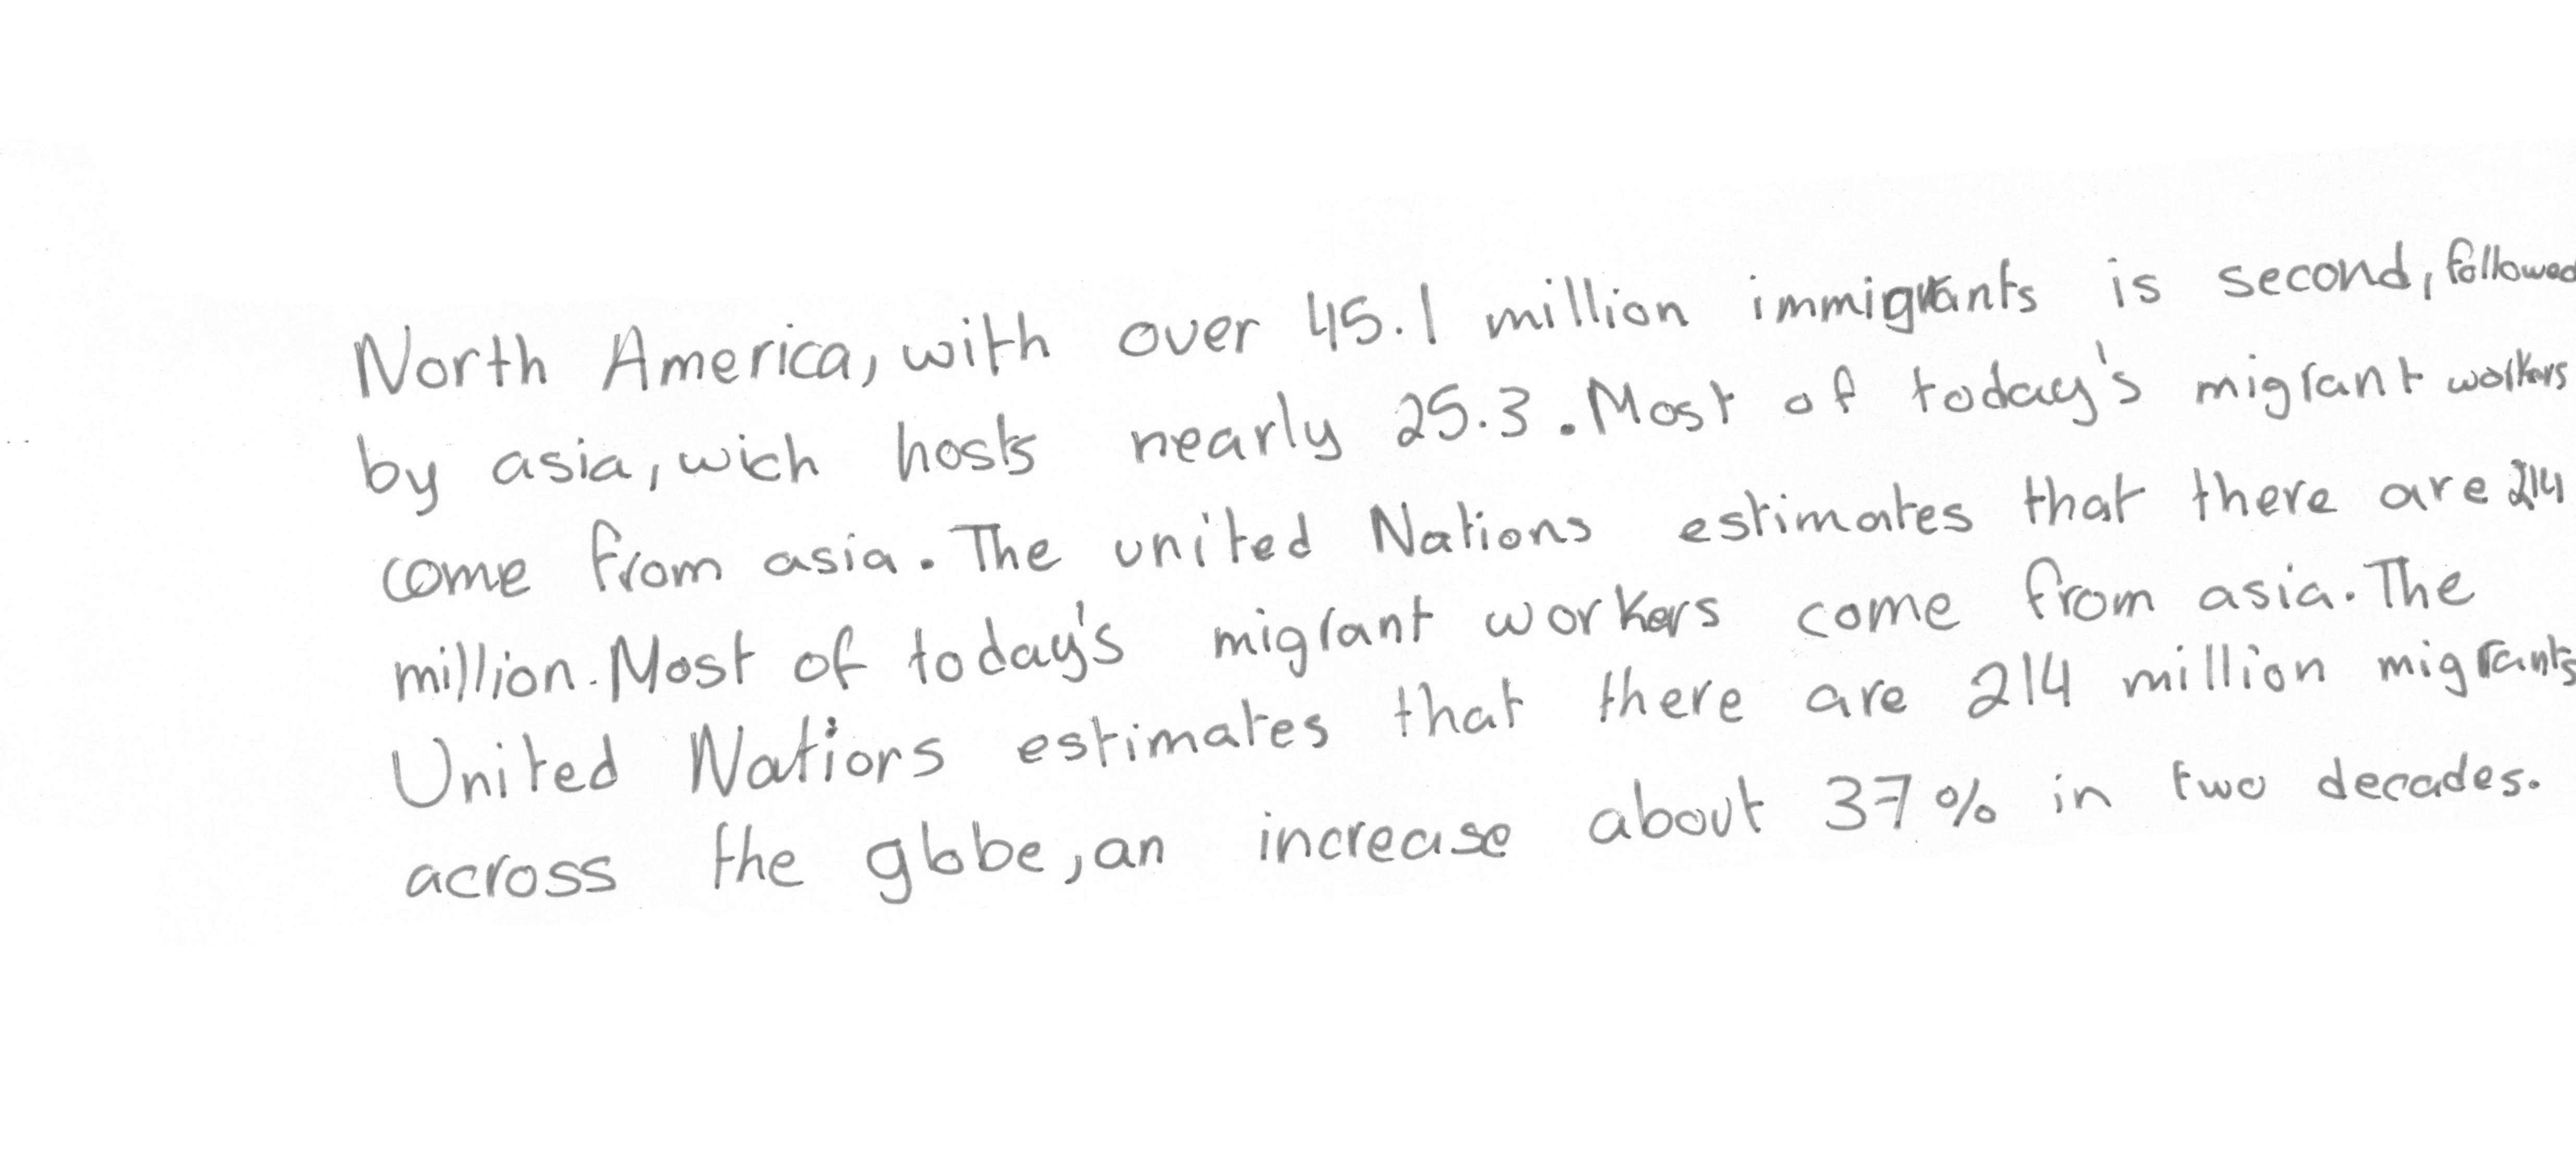 North America, with over 45.1 million immigrants is second, followed
by asia, wich hosts nearly 25.3. Most of today's migrant workers
come from asia. The united Nations estimates that there are 214
million. Most of today's migrant workers come from asia. The
United Nations estimates that there are 214 million migrants
across the globe, an increase about 37% in two decades.